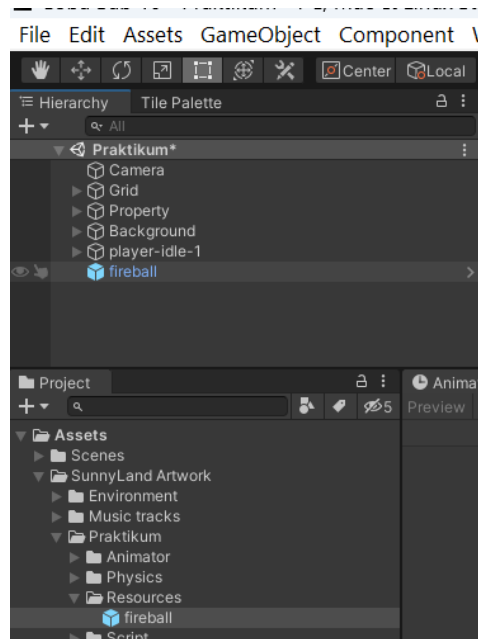 File Edit Assets GameObject Component
Center Local
Hierarchy Tile Palette
All
Praktikum*
Camera
Grid
Property
Background
player-idle-1
fireball
Project Anima
5 Preview
Assets
Scenes
SunnyLand Artwork
Environment
Music tracks
Praktikum
Animator
Physics
Resources
fireball
Script